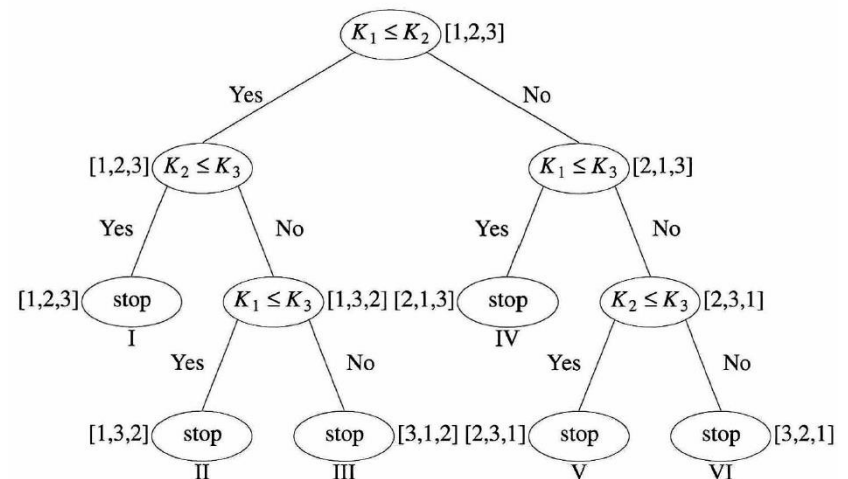 K₁ ≤ K₂ [1,2,3]
Yes No
[1,2,3] K₂ ≤ K₃ K₁ ≤ K₃ [2,1,3]
Yes No Yes No
[1,2,3] stop K₁ ≤ K₃ [1,3,2] [2,1,3] stop K₂ ≤ K₃ [2,3,1]
I IV
Yes No Yes No
[1,3,2] stop stop [3,1,2] [2,3,1] stop stop [3,2,1]
II III V VI